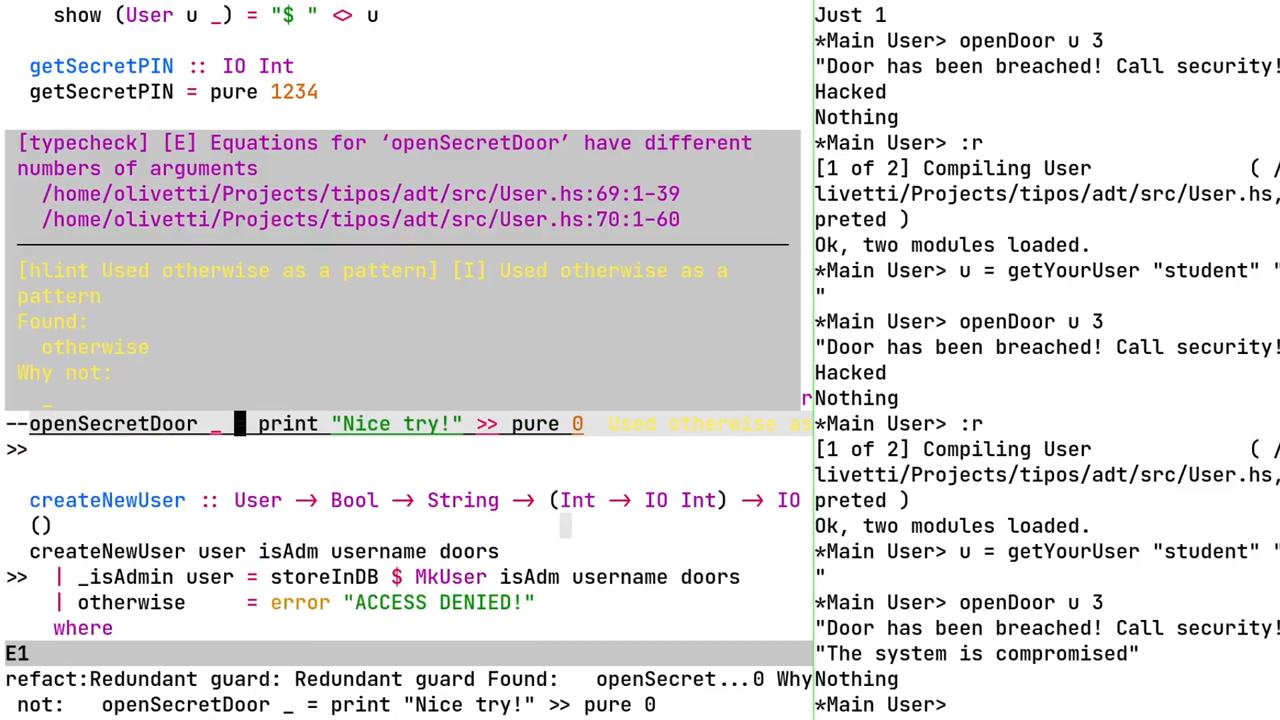 show (User u _) = "$ " <> u
getSecretPIN :: IO Int
getSecretPIN = pure 1234
[typecheck] [E] Equations for ‘openSecretDoor’ have different
numbers of arguments
/home/olivetti/Projects/tipos/adt/src/User.hs:69:1-39
/home/olivetti/Projects/tipos/adt/src/User.hs:70:1-60
[hlint Used otherwise as a pattern] [I] Used otherwise as a
pattern
Found:
otherwise
Why not:
_
r
--openSecretDoor _ = print "Nice try!" >> pure 0  Used otherwise as
>>
createNewUser :: User -> Bool -> String -> (Int -> IO Int) -> IO
()
createNewUser user isAdm username doors
>> | _isAdmin user = storeInDB $ MkUser isAdm username doors
| otherwise     = error "ACCESS DENIED!"
where
E1
refact:Redundant guard: Redundant guard Found:   openSecret...0 Why
not:   openSecretDoor _ = print "Nice try!" >> pure 0
Just 1
*Main User> openDoor u 3
"Door has been breached! Call security!
Hacked
Nothing
*Main User> :r
[1 of 2] Compiling User             ( /
livetti/Projects/tipos/adt/src/User.hs,
preted )
Ok, two modules loaded.
*Main User> u = getYourUser "student" "
"
*Main User> openDoor u 3
"Door has been breached! Call security!
Hacked
Nothing
*Main User> :r
[1 of 2] Compiling User             ( /
livetti/Projects/tipos/adt/src/User.hs,
preted )
Ok, two modules loaded.
*Main User> u = getYourUser "student" "
"
*Main User> openDoor u 3
"Door has been breached! Call security!
"The system is compromised"
Nothing
*Main User>